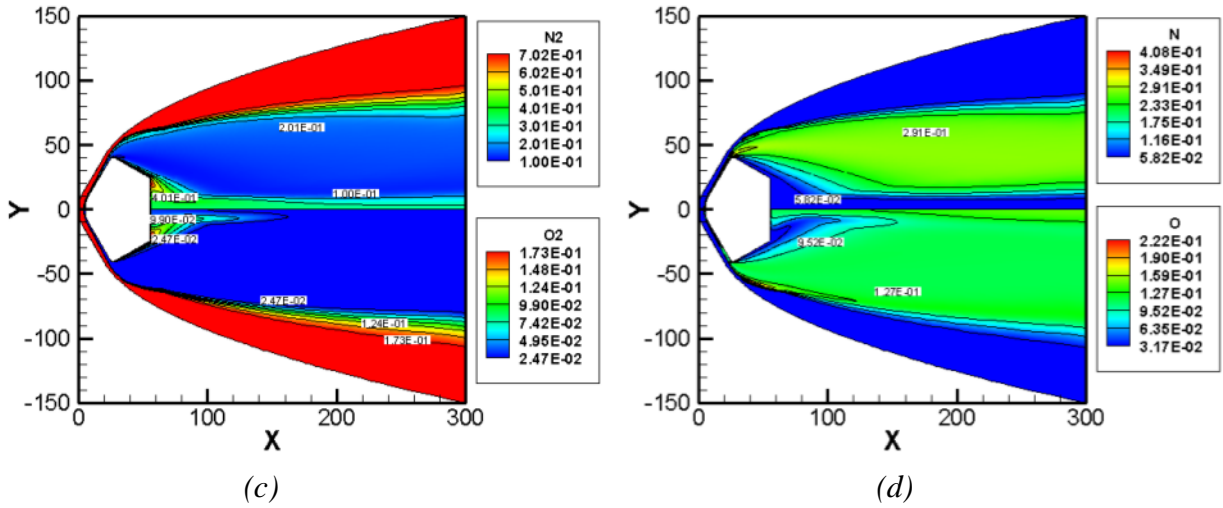 150
100
50
0
-50
-100
-150
Y
0
100
200
300
X
N2
7.02E-01
6.02E-01
5.01E-01
4.01E-01
3.01E-01
2.01E-01
1.00E-01
O2
1.73E-01
1.48E-01
1.24E-01
9.90E-02
7.42E-02
4.95E-02
2.47E-02
2.01E-01
4.01E-01
1.00E-01
9.90E-02
2.47E-02
2.47E-02
1.24E-01
1.73E-01
(c)
150
100
50
0
-50
-100
-150
Y
0
100
200
300
X
N
4.08E-01
3.49E-01
2.91E-01
2.33E-01
1.75E-01
1.16E-01
5.82E-02
O
2.22E-01
1.90E-01
1.59E-01
1.27E-01
9.52E-02
6.35E-02
3.17E-02
2.91E-01
5.82E-02
9.52E-02
1.27E-01
(d)